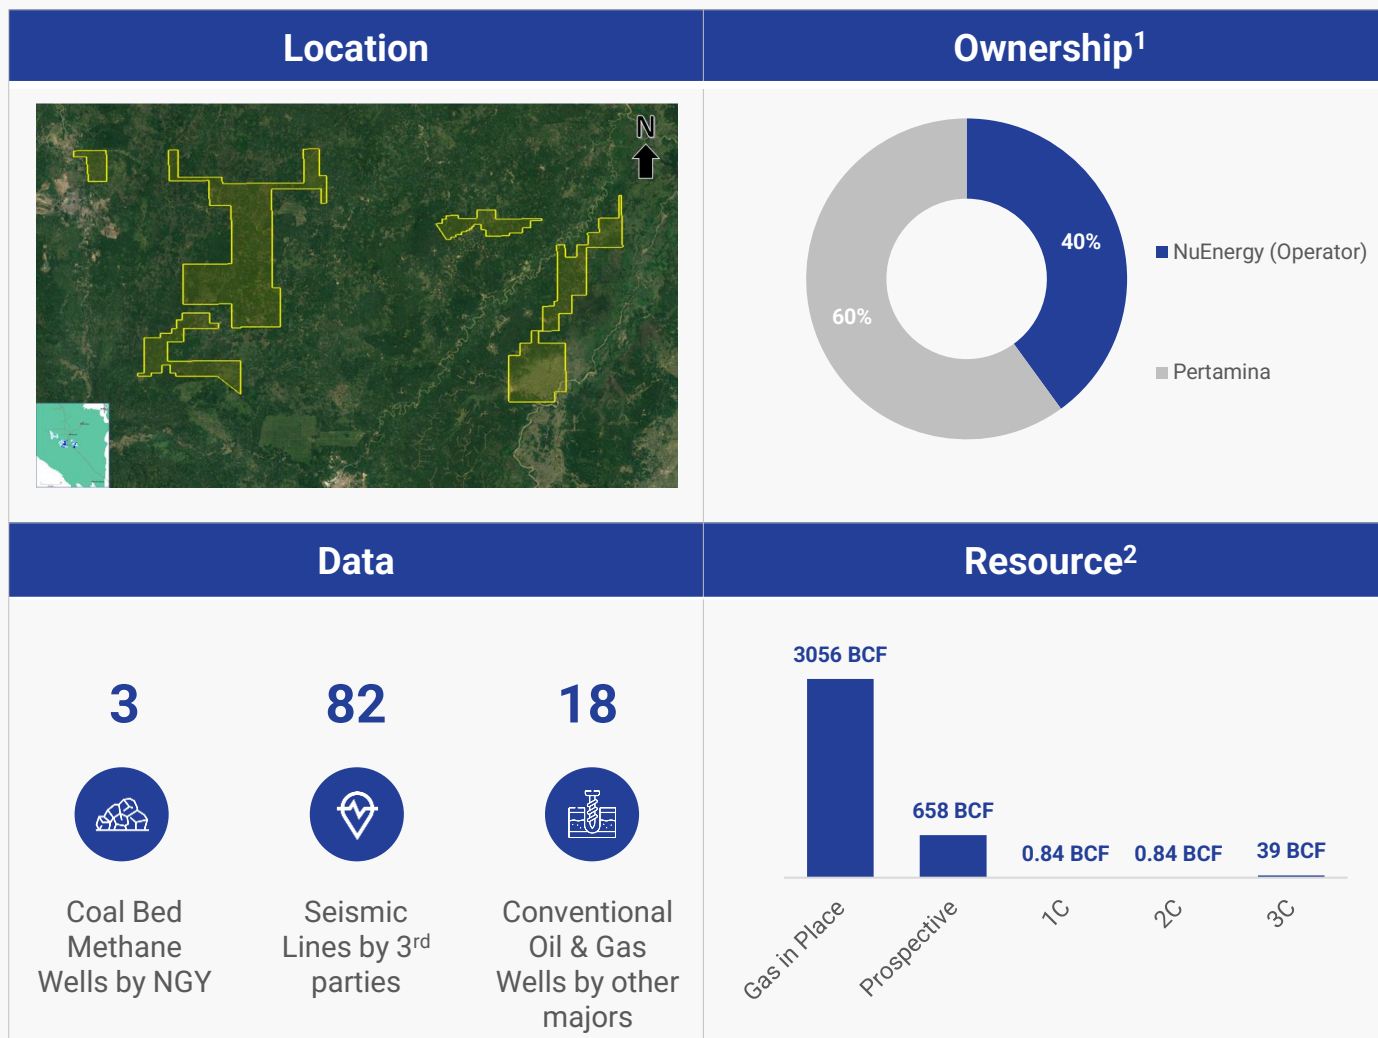 Location
Ownership¹
N
40%
60%
NuEnergy (Operator)
Pertamina
Data
Resource²
3
82
18
Coal Bed
Methane
Wells by NGY
Seismic
Lines by 3rd
parties
Conventional
Oil & Gas
Wells by other
majors
3056 BCF
658 BCF
0.84 BCF
0.84 BCF
39 BCF
Gas in Place
Prospective
1C
2C
3C